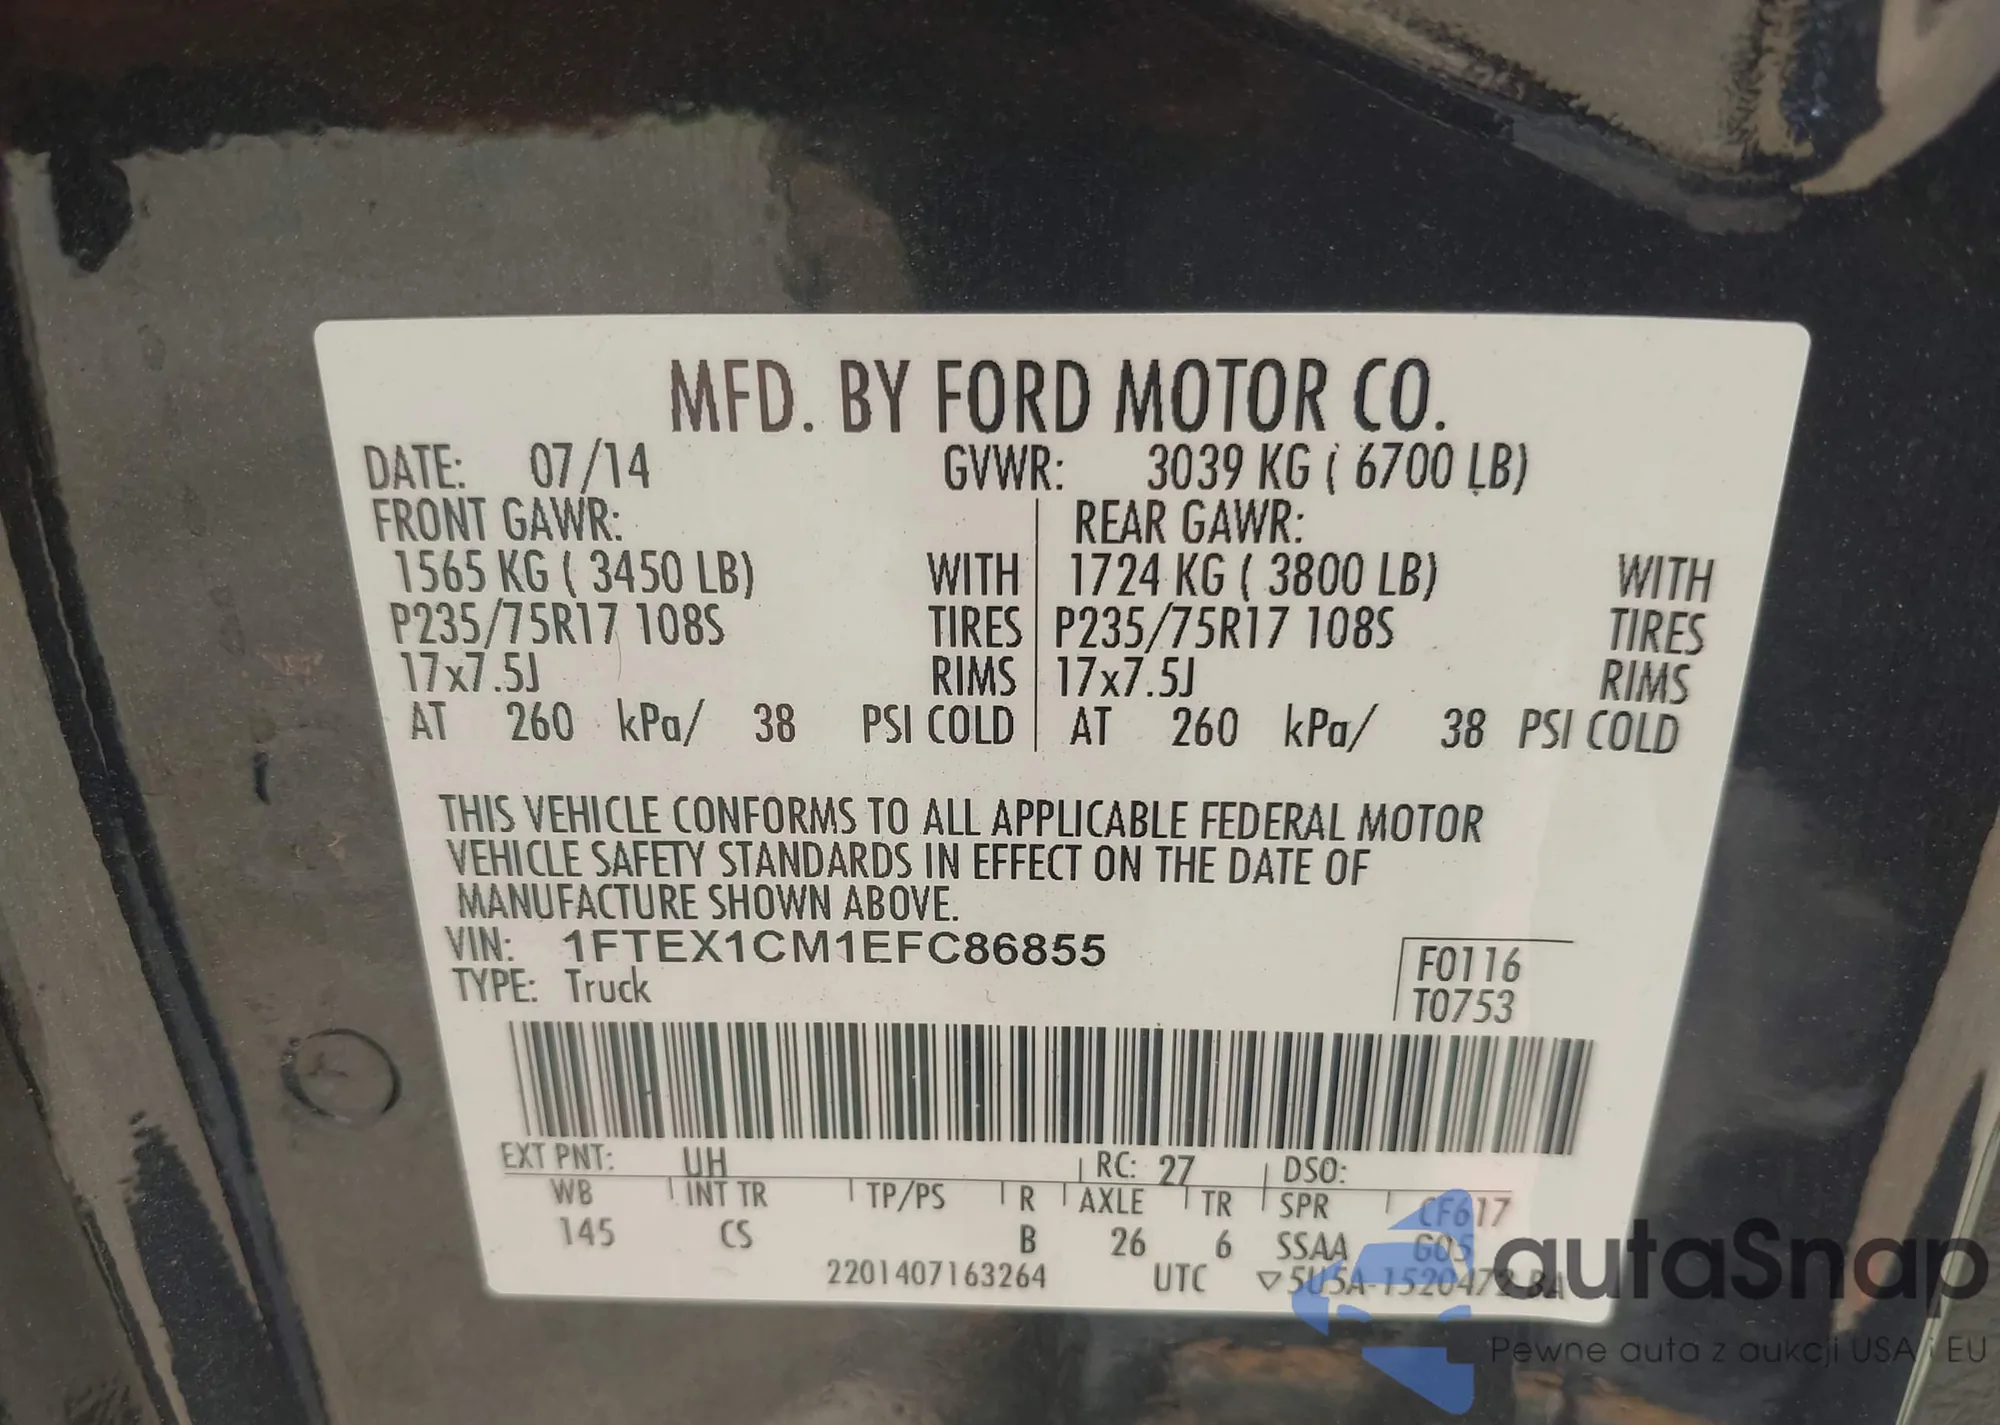 MFD. BY FORD MOTOR CO.
DATE: 07/14 GVWR: 3039 KG ( 6700 LB)
FRONT GAWR: REAR GAWR:
1565 KG ( 3450 LB) WITH 1724 KG ( 3800 LB) WITH
P235/75R17 108S TIRES P235/75R17 108S TIRES
17x7.5J RIMS 17x7.5J RIMS
AT 260 kPa/ 38 PSI COLD AT 260 kPa/ 38 PSI COLD
THIS VEHICLE CONFORMS TO ALL APPLICABLE FEDERAL MOTOR
VEHICLE SAFETY STANDARDS IN EFFECT ON THE DATE OF
MANUFACTURE SHOWN ABOVE.
VIN: 1FTEX1CM1EFC86855
TYPE: Truck
F0116
T0753
EXT PNT: UH RC: 27 DSO:
WB INT TR TP/PS R AXLE TR SPR CF617
145 CS B 26 6 SSAA G05
2201407163264 UTC ▽5U5A-1520472-BA
autaSnap
Pewne auta z aukcji USA i EU